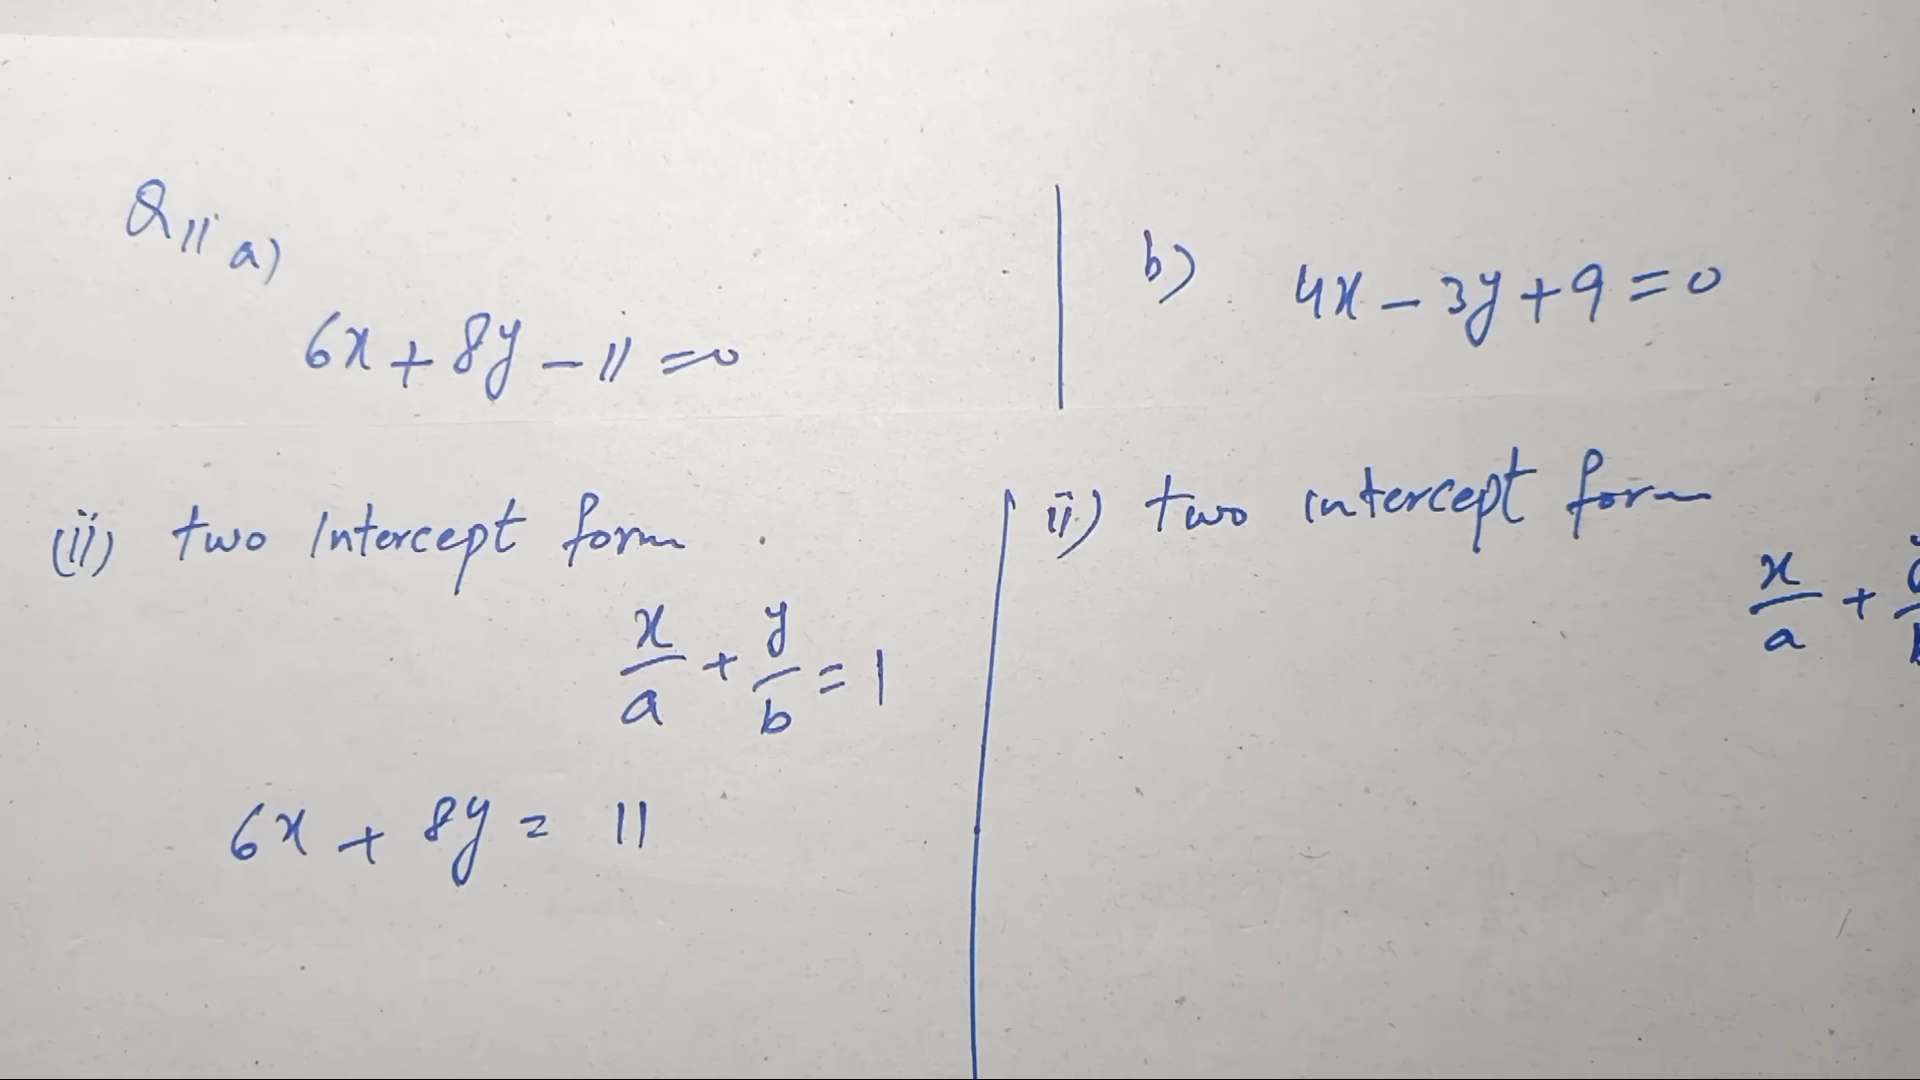 Q11 a)
6x + 8y - 11 = 0
b) 4x - 3y + 9 = 0
(ii) two Intercept form
x/a + y/b = 1
6x + 8y = 11
ii) two intercept form
x/a +